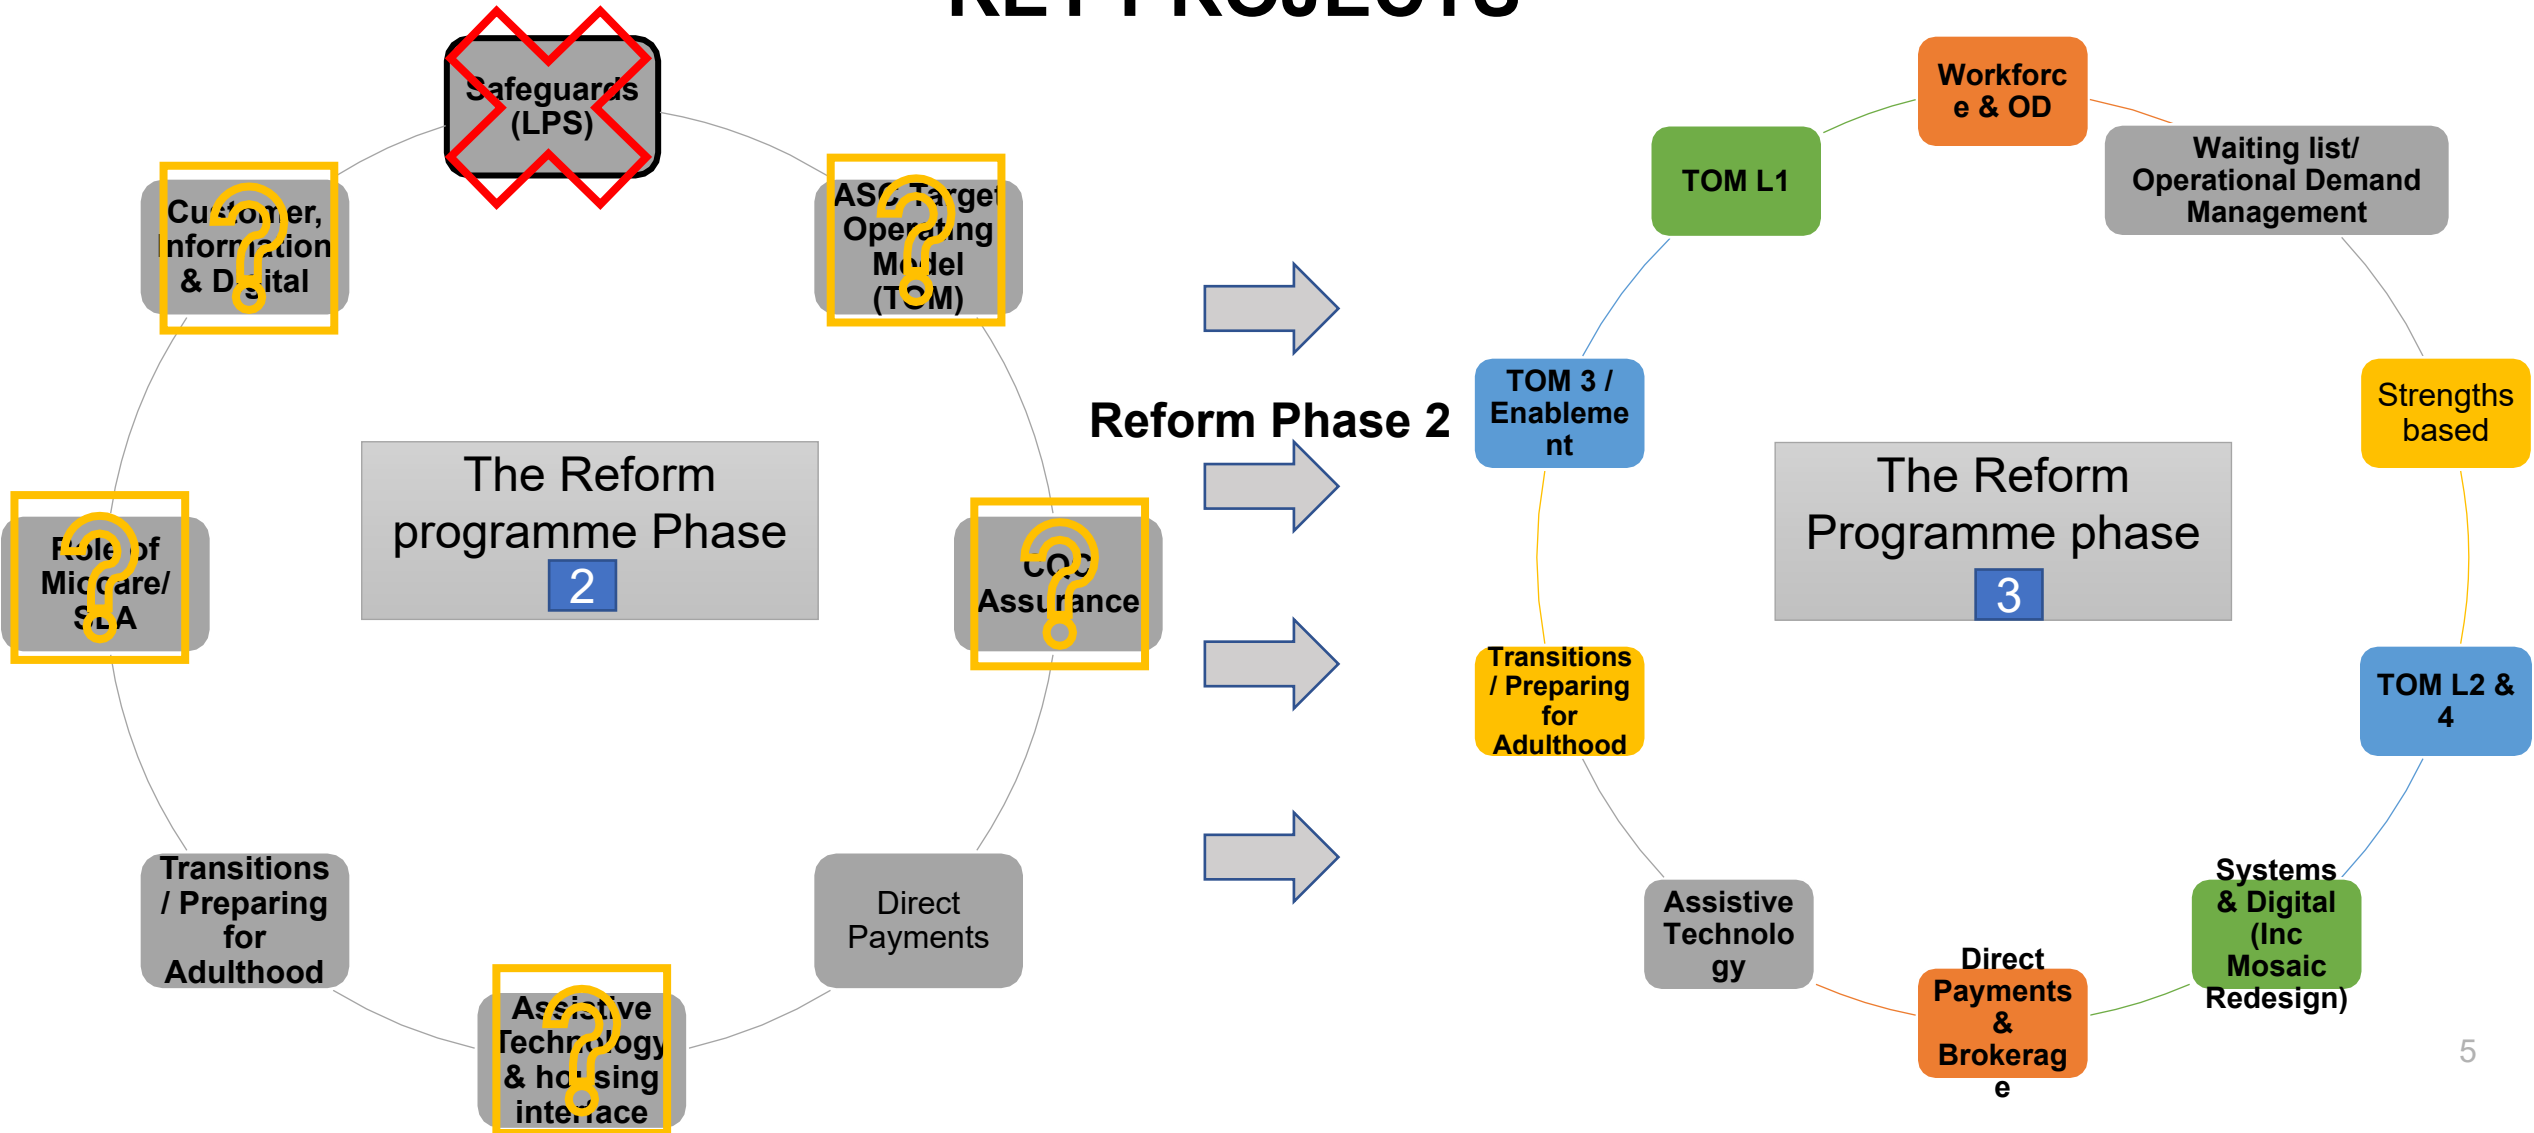 KEY PROJECTS
Safeguards
(LPS)
ASC Target
Operating
Model
(TOM)
CQC
Assurance
Direct
Payments
Assistive
Technology
& housing
interface
Transitions
/ Preparing
for
Adulthood
Role of
Miocare/
SLA
Customer,
Information
& Digital
The Reform
programme Phase
2
Reform Phase 2
Workforc
e & OD
Waiting list/
Operational Demand
Management
Strengths
based
TOM L2 &
4
Systems
& Digital
(Inc
Mosaic
Redesign)
Direct
Payments
&
Brokerag
e
Assistive
Technolo
gy
Transitions
/ Preparing
for
Adulthood
TOM 3 /
Enableme
nt
TOM L1
The Reform
Programme phase
3
5